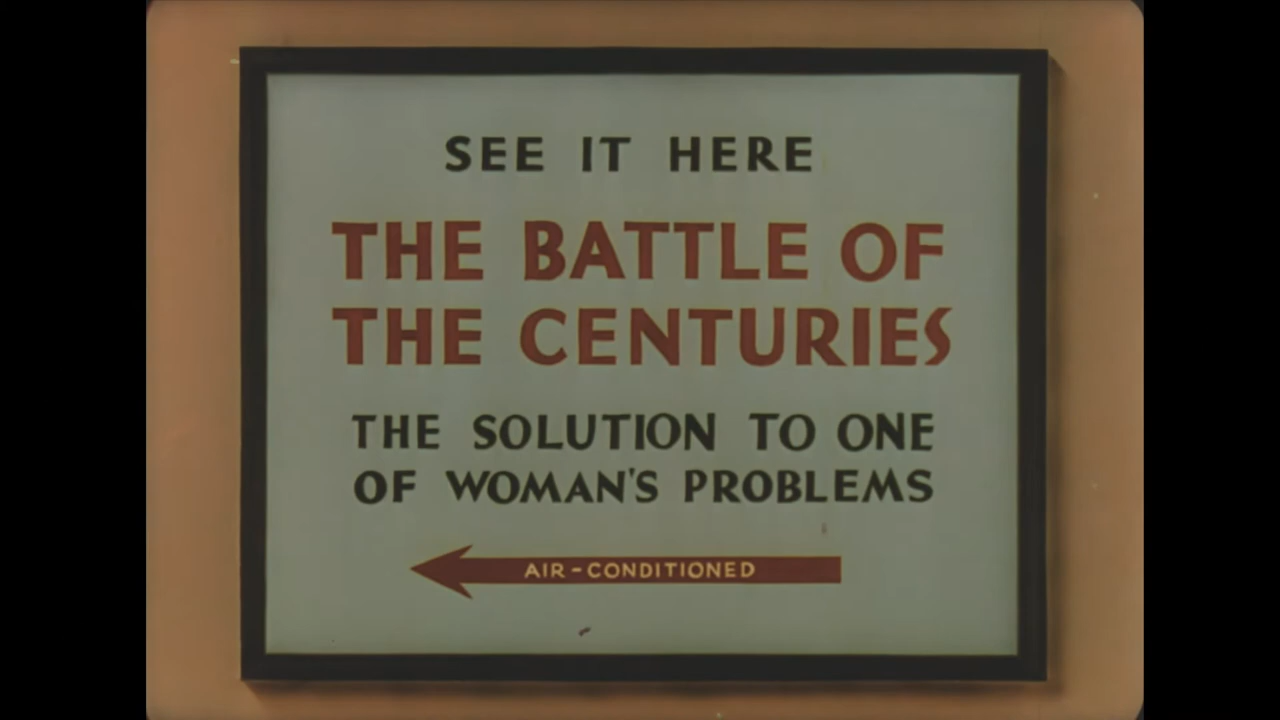 SEE IT HERE
THE BATTLE OF
THE CENTURIES
THE SOLUTION TO ONE
OF WOMAN'S PROBLEMS
AIR-CONDITIONED